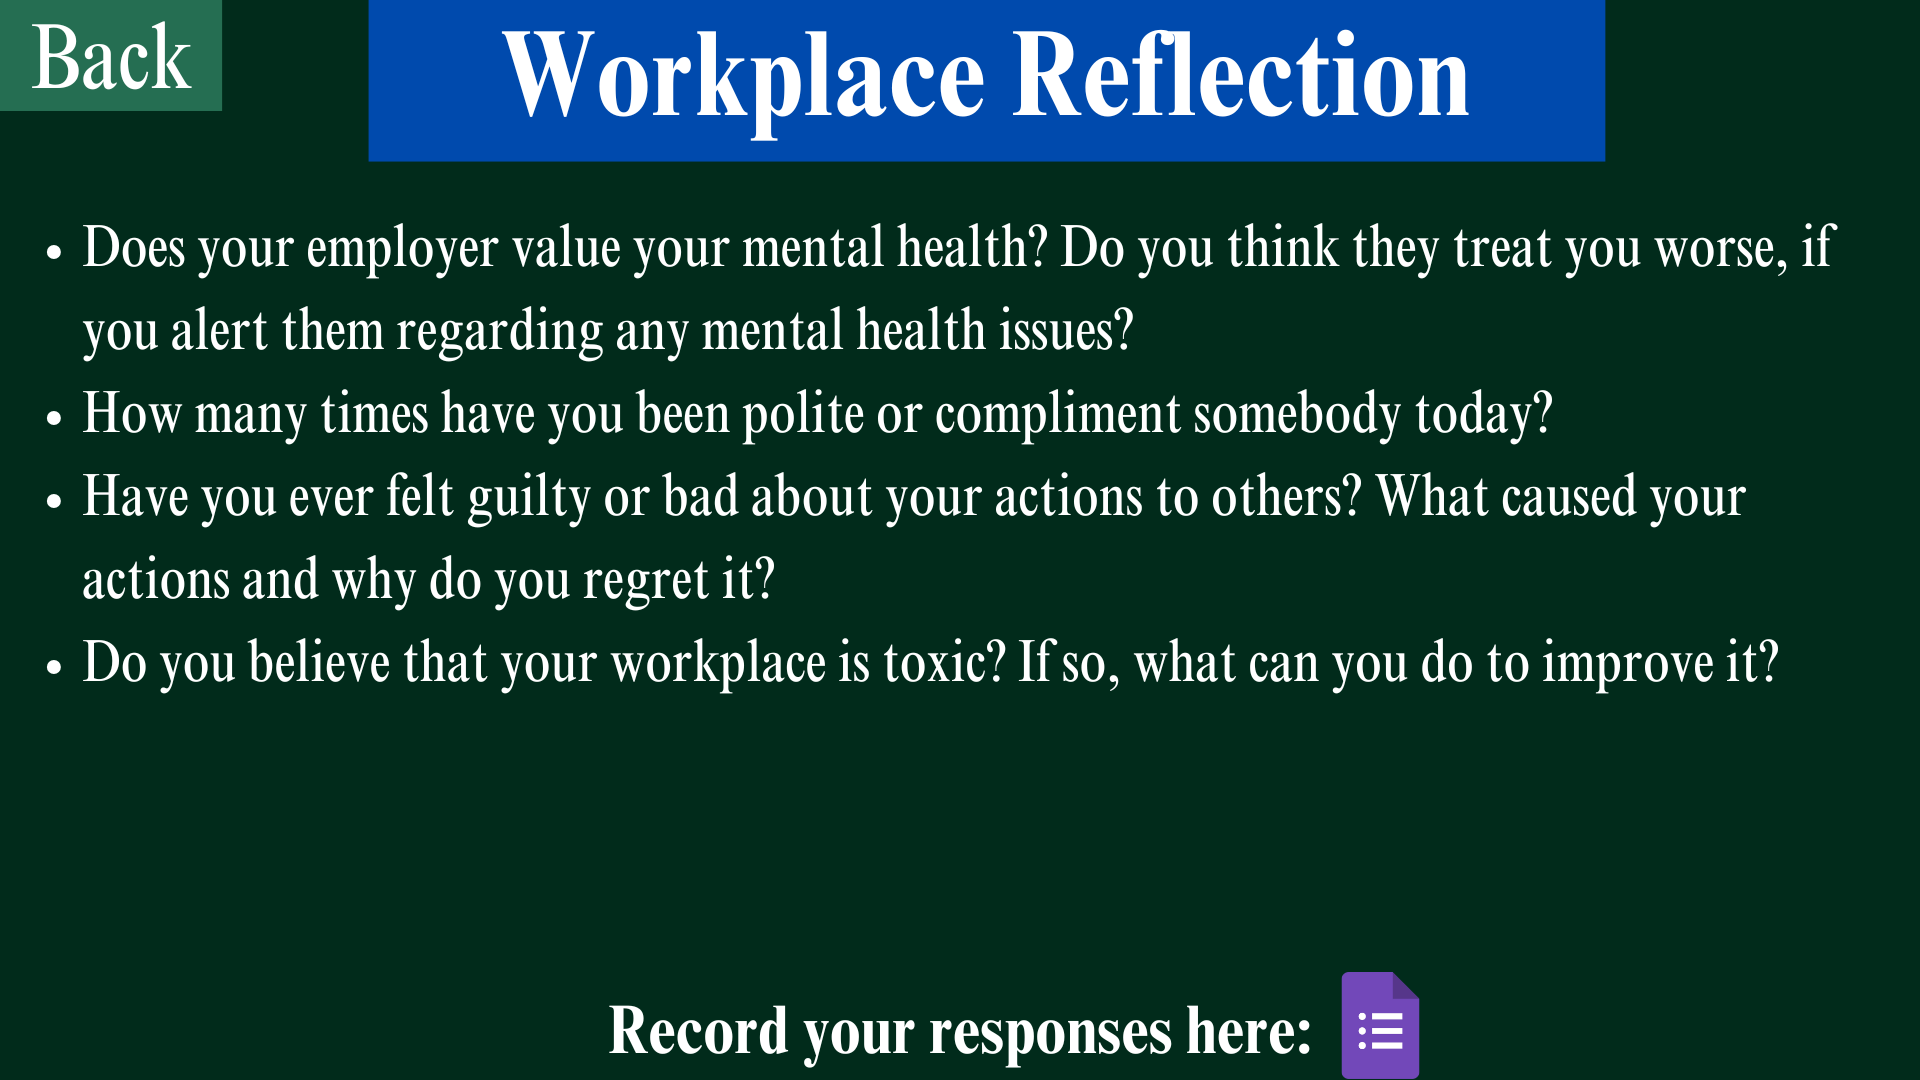 Back
Workplace Reflection
• Does your employer value your mental health? Do you think they treat you worse, if
you alert them regarding any mental health issues?
• How many times have you been polite or compliment somebody today?
• Have you ever felt guilty or bad about your actions to others? What caused your
actions and why do you regret it?
• Do you believe that your workplace is toxic? If so, what can you do to improve it?
Record your responses here: